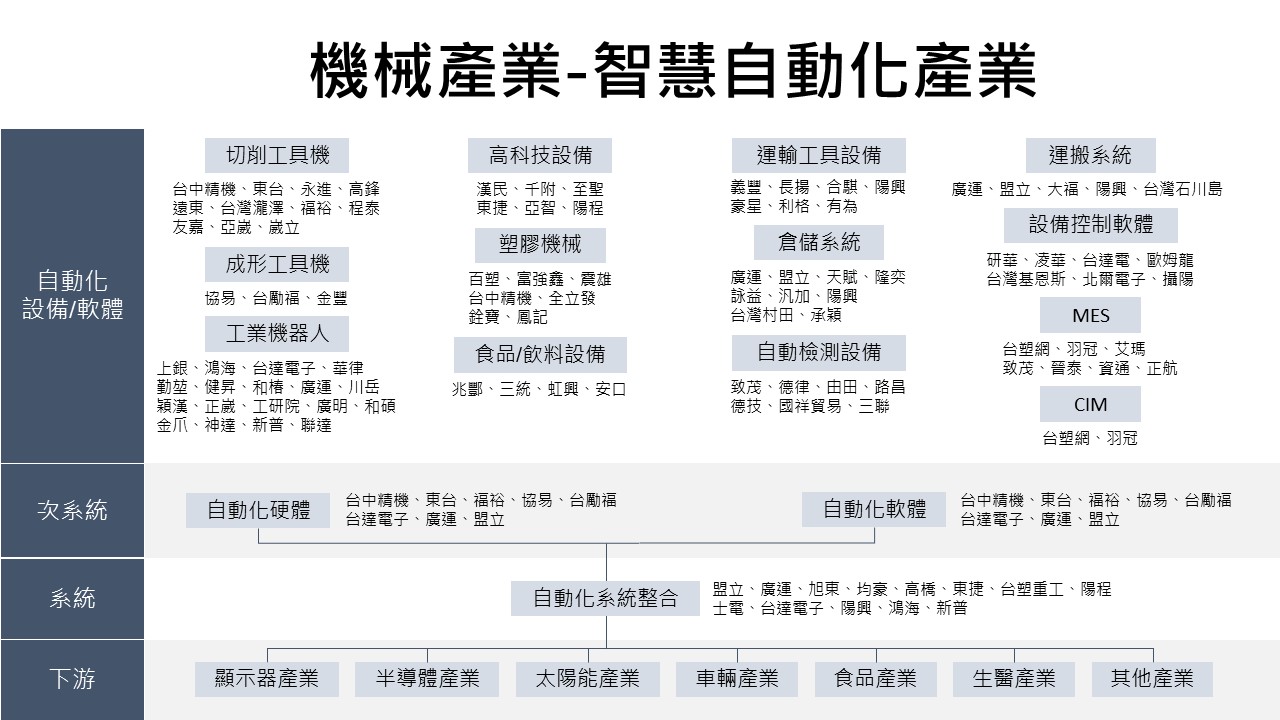 機械產業-智慧自動化產業
自動化
設備/軟體
切削工具機
台中精機、東台、永進、高鋒
遠東、台灣瀧澤、福裕、程泰
友嘉、亞崴、崴立
成形工具機
協易、台勵福、金豐
工業機器人
上銀、鴻海、台達電子、華律
勤堃、健昇、和椿、廣運、川岳
穎漢、正崴、工研院、廣明、和碩
金爪、神達、新普、聯達
高科技設備
漢民、千附、至聖
東捷、亞智、陽程
塑膠機械
百塑、富強鑫、震雄
台中精機、全立發
銓寶、鳳記
食品/飲料設備
兆酈、三統、虹興、安口
運輸工具設備
義豐、長揚、合騏、陽興
豪星、利格、有為
倉儲系統
廣運、盟立、天賦、隆奕
詠益、汎加、陽興
台灣村田、承穎
自動檢測設備
致茂、德律、由田、路昌
德技、國祥貿易、三聯
運搬系統
廣運、盟立、大福、陽興、台灣石川島
設備控制軟體
研華、凌華、台達電、歐姆龍
台灣基恩斯、北爾電子、攝陽
MES
台塑網、羽冠、艾瑪
致茂、晉泰、資通、正航
CIM
台塑網、羽冠
次系統
自動化硬體
台中精機、東台、福裕、協易、台勵福
台達電子、廣運、盟立
自動化軟體
台中精機、東台、福裕、協易、台勵福
台達電子、廣運、盟立
系統
自動化系統整合
盟立、廣運、旭東、均豪、高橋、東捷、台塑重工、陽程
士電、台達電子、陽興、鴻海、新普
下游
顯示器產業
半導體產業
太陽能產業
車輛產業
食品產業
生醫產業
其他產業